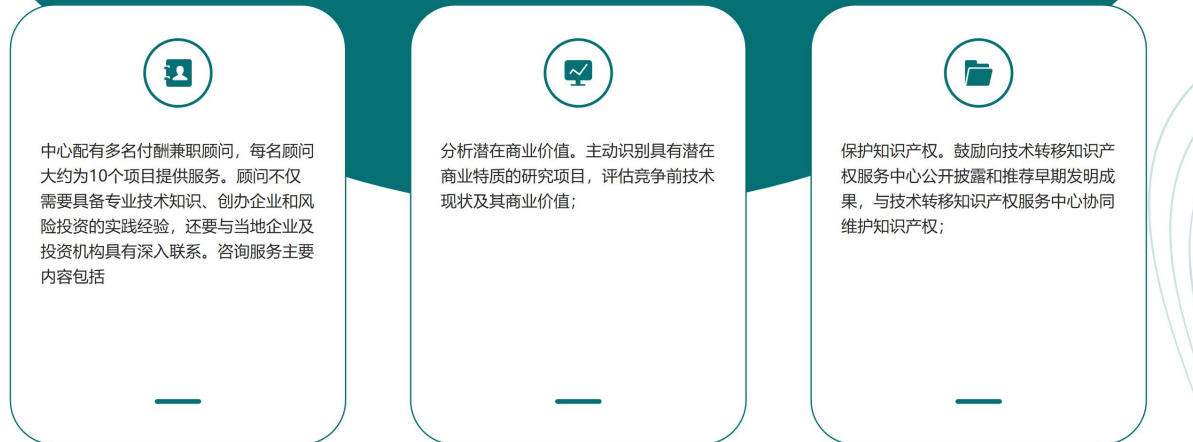 中心配有多名付酬兼职顾问，每名顾问
大约为10个项目提供服务。顾问不仅
需要具备专业技术知识、创办企业和风
险投资的实践经验，还要与当地企业及
投资机构具有深入联系。咨询服务主要
内容包括
分析潜在商业价值。主动识别具有潜在
商业特质的研究项目，评估竞争前技术
现状及其商业价值；
保护知识产权。鼓励向技术转移知识产
权服务中心公开披露和推荐早期发明成
果，与技术转移知识产权服务中心协同
维护知识产权；